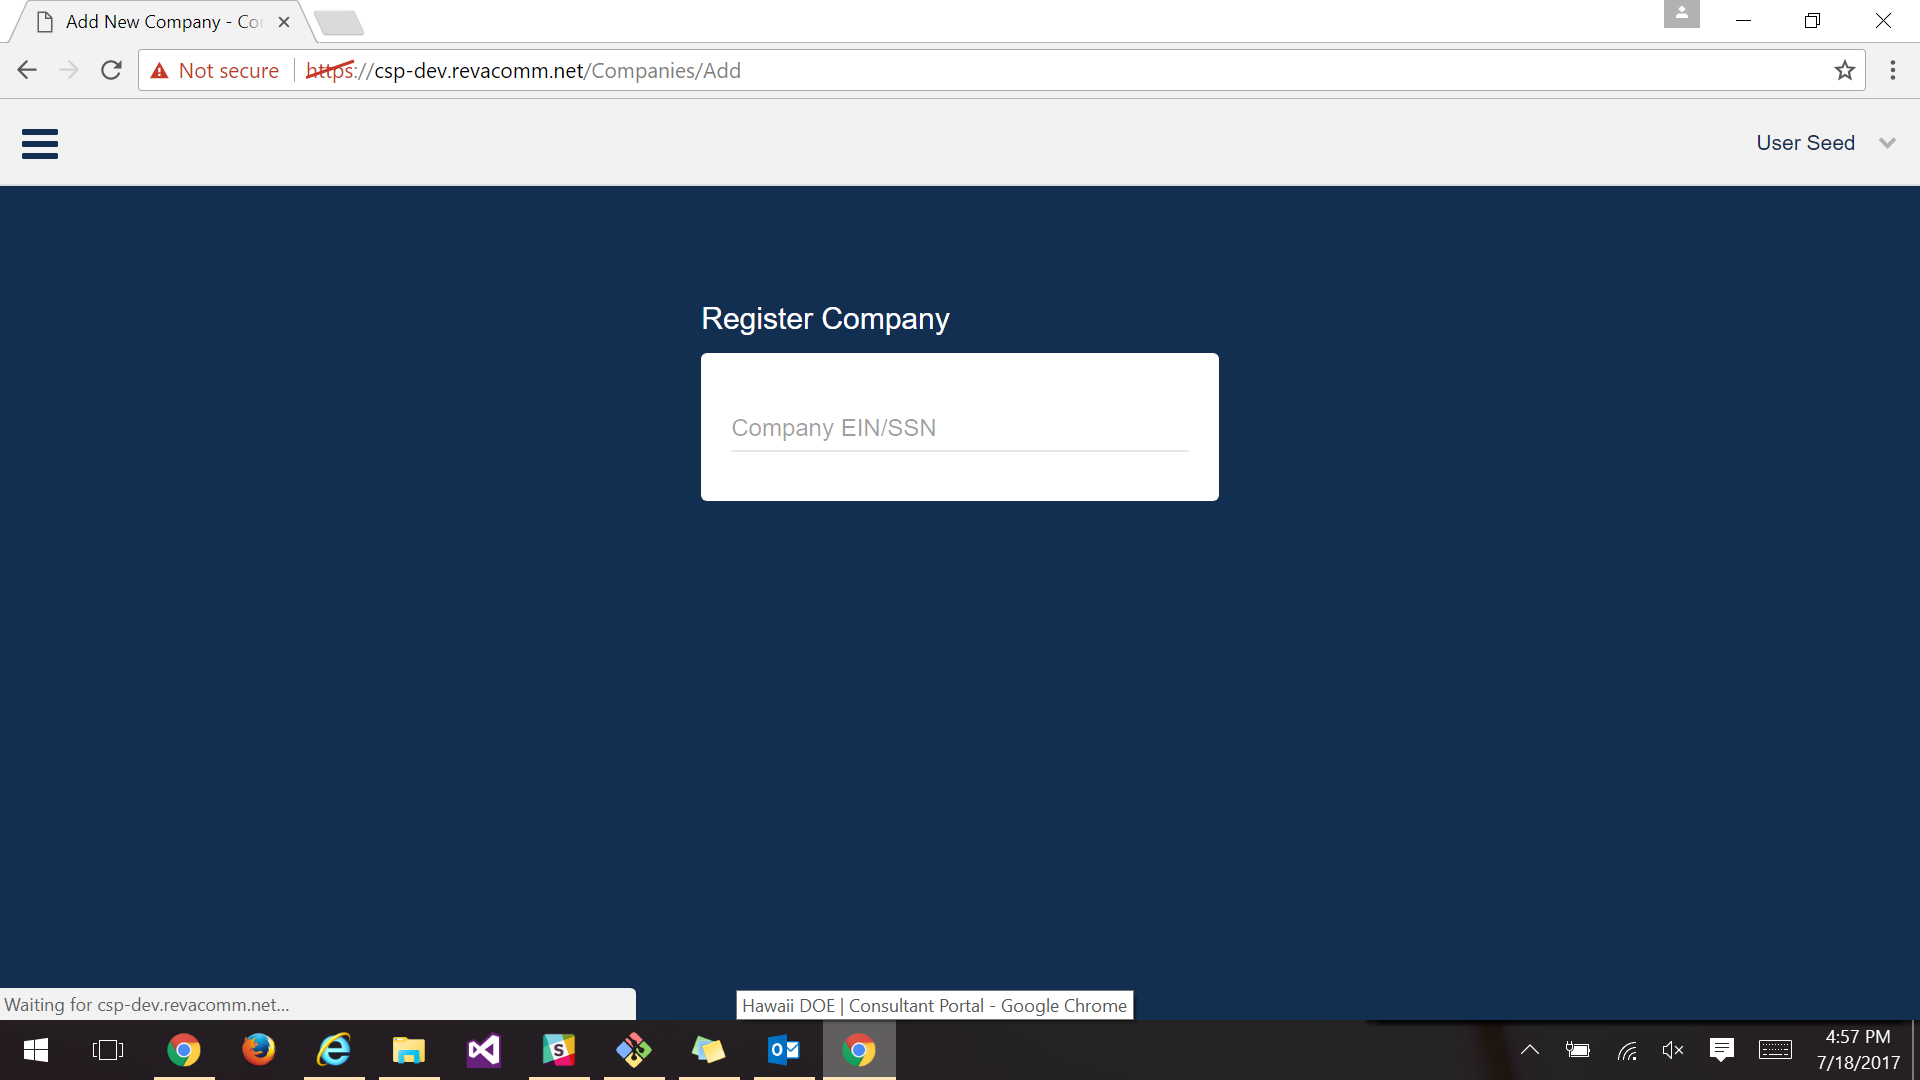 Add New Company - Co
Not secure https://csp-dev.revacomm.net/Companies/Add
User Seed
Register Company
Company EIN/SSN
Waiting for csp-dev.revacomm.net...
Hawaii DOE | Consultant Portal - Google Chrome
4:57 PM
7/18/2017